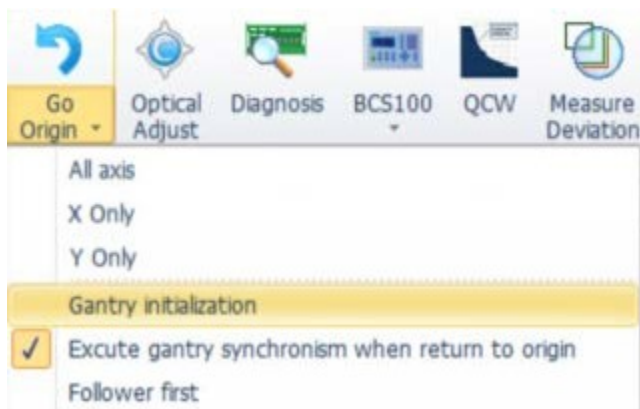 Go Origin
Optical Adjust
Diagnosis
BCS100
QCW
Measure Deviation
All axis
X Only
Y Only
Gantry initialization
Excute gantry synchronism when return to origin
Follower first